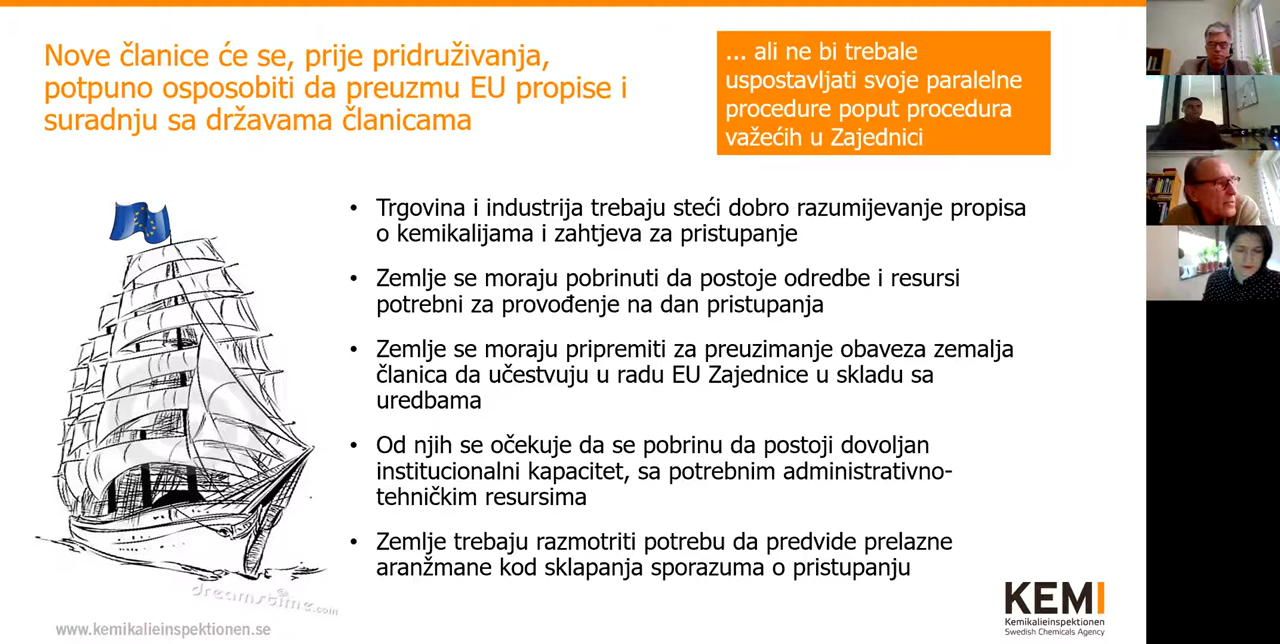 Nove članice će se, prije pridruživanja,
potpuno osposobiti da preuzmu EU propise i
suradnju sa državama članicama
... ali ne bi trebale
uspostavljati svoje paralelne
procedure poput procedura
važećih u Zajednici
• Trgovina i industrija trebaju steći dobro razumijevanje propisa
o kemikalijama i zahtjeva za pristupanje
• Zemlje se moraju pobrinuti da postoje odredbe i resursi
potrebni za provođenje na dan pristupanja
• Zemlje se moraju pripremiti za preuzimanje obaveza zemalja
članica da učestvuju u radu EU Zajednice u skladu sa
uredbama
• Od njih se očekuje da se pobrinu da postoji dovoljan
institucionalni kapacitet, sa potrebnim administrativno-
tehničkim resursima
• Zemlje trebaju razmotriti potrebu da predvide prelazne
aranžmane kod sklapanja sporazuma o pristupanju
dreamstime.com
www.kemikalieinspektionen.se
KEMI
Kemikalieinspektionen
Swedish Chemicals Agency